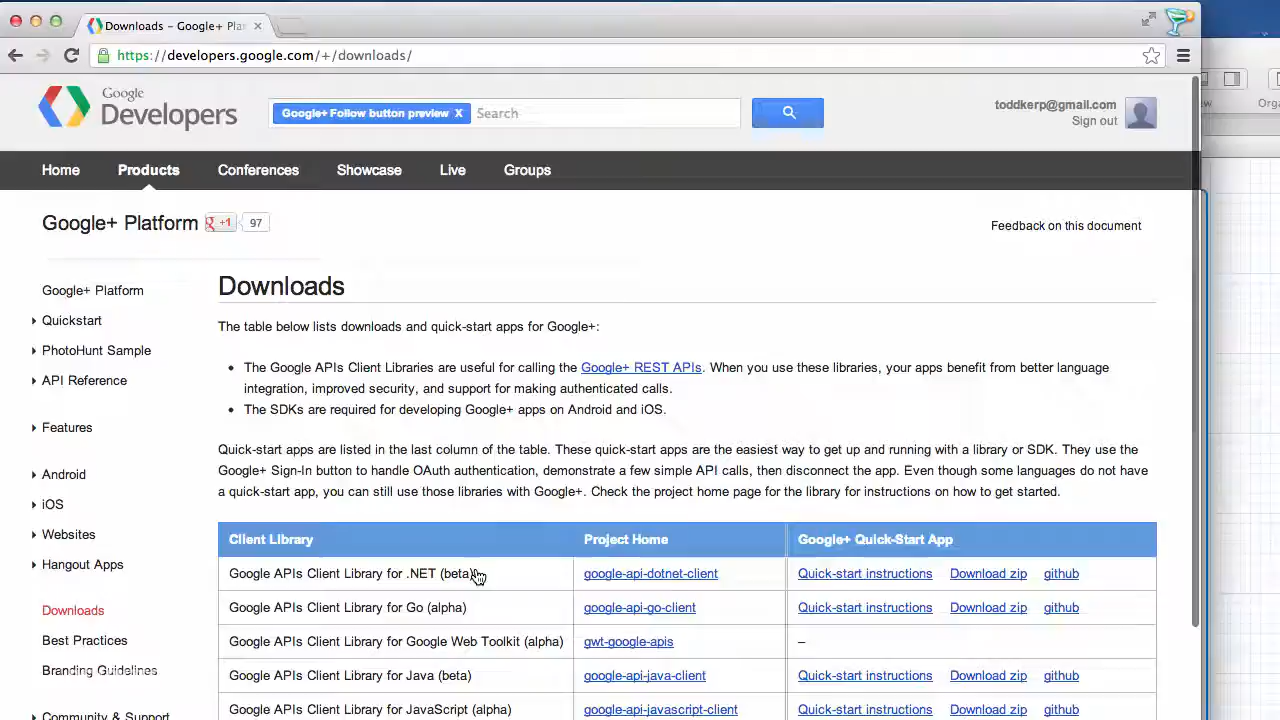 Downloads - Google+ Plat
https://developers.google.com/+/downloads/
Google
Developers
Google+ Follow button preview X
Search
toddkerp@gmail.com
Sign out
Home
Products
Conferences
Showcase
Live
Groups
Google+ Platform
+1
97
Feedback on this document
Google+ Platform
Quickstart
PhotoHunt Sample
API Reference
Features
Android
iOS
Websites
Hangout Apps
Downloads
Best Practices
Branding Guidelines
Community & Support
Downloads
The table below lists downloads and quick-start apps for Google+:
• The Google APIs Client Libraries are useful for calling the Google+ REST APIs. When you use these libraries, your apps benefit from better language
integration, improved security, and support for making authenticated calls.
• The SDKs are required for developing Google+ apps on Android and iOS.
Quick-start apps are listed in the last column of the table. These quick-start apps are the easiest way to get up and running with a library or SDK. They use the
Google+ Sign-In button to handle OAuth authentication, demonstrate a few simple API calls, then disconnect the app. Even though some languages do not have
a quick-start app, you can still use those libraries with Google+. Check the project home page for the library for instructions on how to get started.
Client Library Project Home Google+ Quick-Start App
Google APIs Client Library for .NET (beta) google-api-dotnet-client Quick-start instructions Download zip github
Google APIs Client Library for Go (alpha) google-api-go-client Quick-start instructions Download zip github
Google APIs Client Library for Google Web Toolkit (alpha) gwt-google-apis –
Google APIs Client Library for Java (beta) google-api-java-client Quick-start instructions Download zip github
Google APIs Client Library for JavaScript (alpha) google-api-javascript-client Quick-start instructions Download zip github